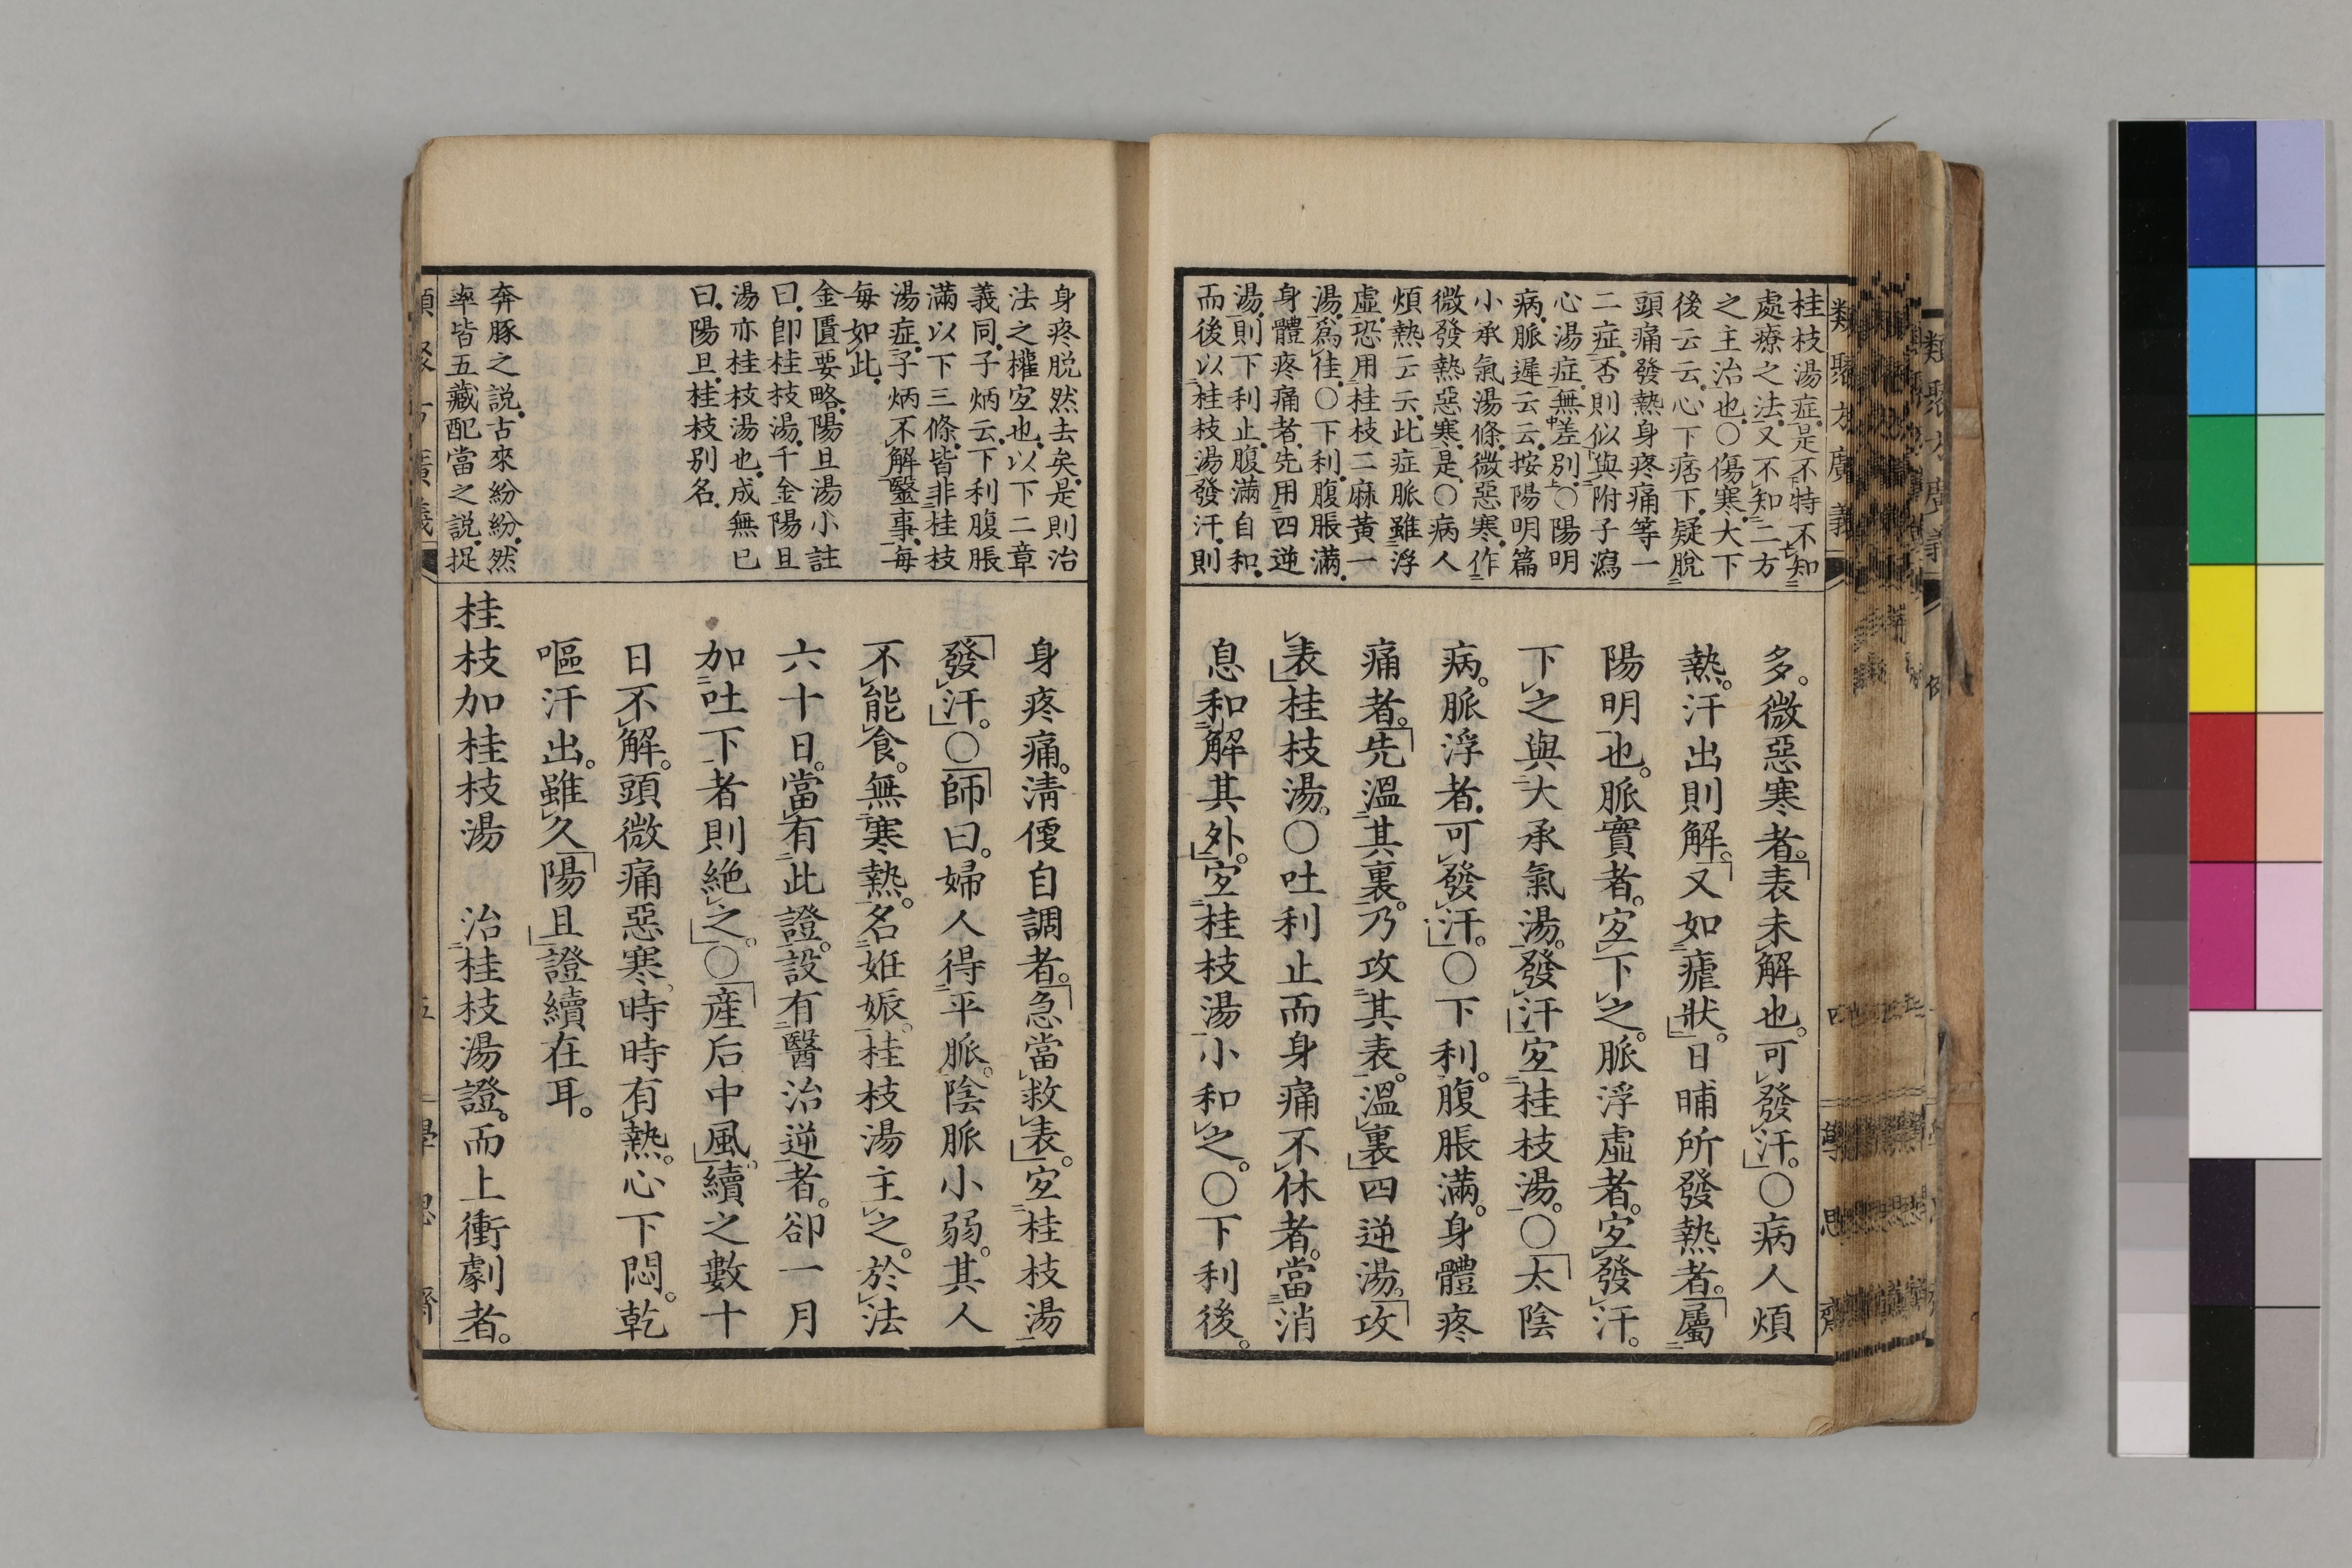 類聚方廣義
桂枝湯症是不特不知
處療之法又不知二方
之主治也○傷寒大下
後云云心下痞下疑脫
頭痛發熱身疼痛等一
二症否則似與附子瀉
心湯症無差別○陽明
病脈遲云云按陽明篇
小承氣湯條微惡寒作
微發熱惡寒是○病人
煩熱云云此症脈雖浮
虛恐用桂枝二麻黃一
湯爲佳○下利腹脹滿
身體疼痛者先用四逆
湯則下利止腹滿自和
而後以桂枝湯發汗則
多。微惡寒者。表未解也。可發汗。○病人煩
熱。汗出則解。又如瘧狀。日晡所發熱者。屬
陽明也。脈實者。宜下之。脈浮虛者。宜發汗。
下之與大承氣湯。發汗宜桂枝湯。○太陰
病。脈浮者。可發汗。○下利。腹脹滿。身體疼
痛者。先溫其裏。乃攻其表。溫裏四逆湯。攻
表桂枝湯。○吐利止而身痛不休者。當消
息和解其外。宜桂枝湯小和之。○下利後。
四
學思齋
身疼脫然去矣是則治
法之權宜也以下二章
義同子炳云下利腹脹
滿以下三條皆非桂枝
湯症子炳不解毉事每
每如此
金匱要略陽旦湯小註
曰卽桂枝湯千金陽旦
湯亦桂枝湯也成無已
曰陽旦桂枝別名
奔豚之説古來紛紛然
率皆五藏配當之説捉
身疼痛。淸便自調者。急當救表。宜桂枝湯
發汗。○師曰。婦人得平脈。陰脈小弱。其人
不能食。無寒熱。名姙娠。桂枝湯主之。於法
六十日。當有此證。設有醫治逆者。卻一月
加吐下者則絶之。○產后中風。續之數十
日不解。頭微痛惡寒。時時有熱。心下悶。乾
嘔汗出。雖久陽旦證續在耳。
桂枝加桂枝湯　治桂枝湯證。而上衝劇者。